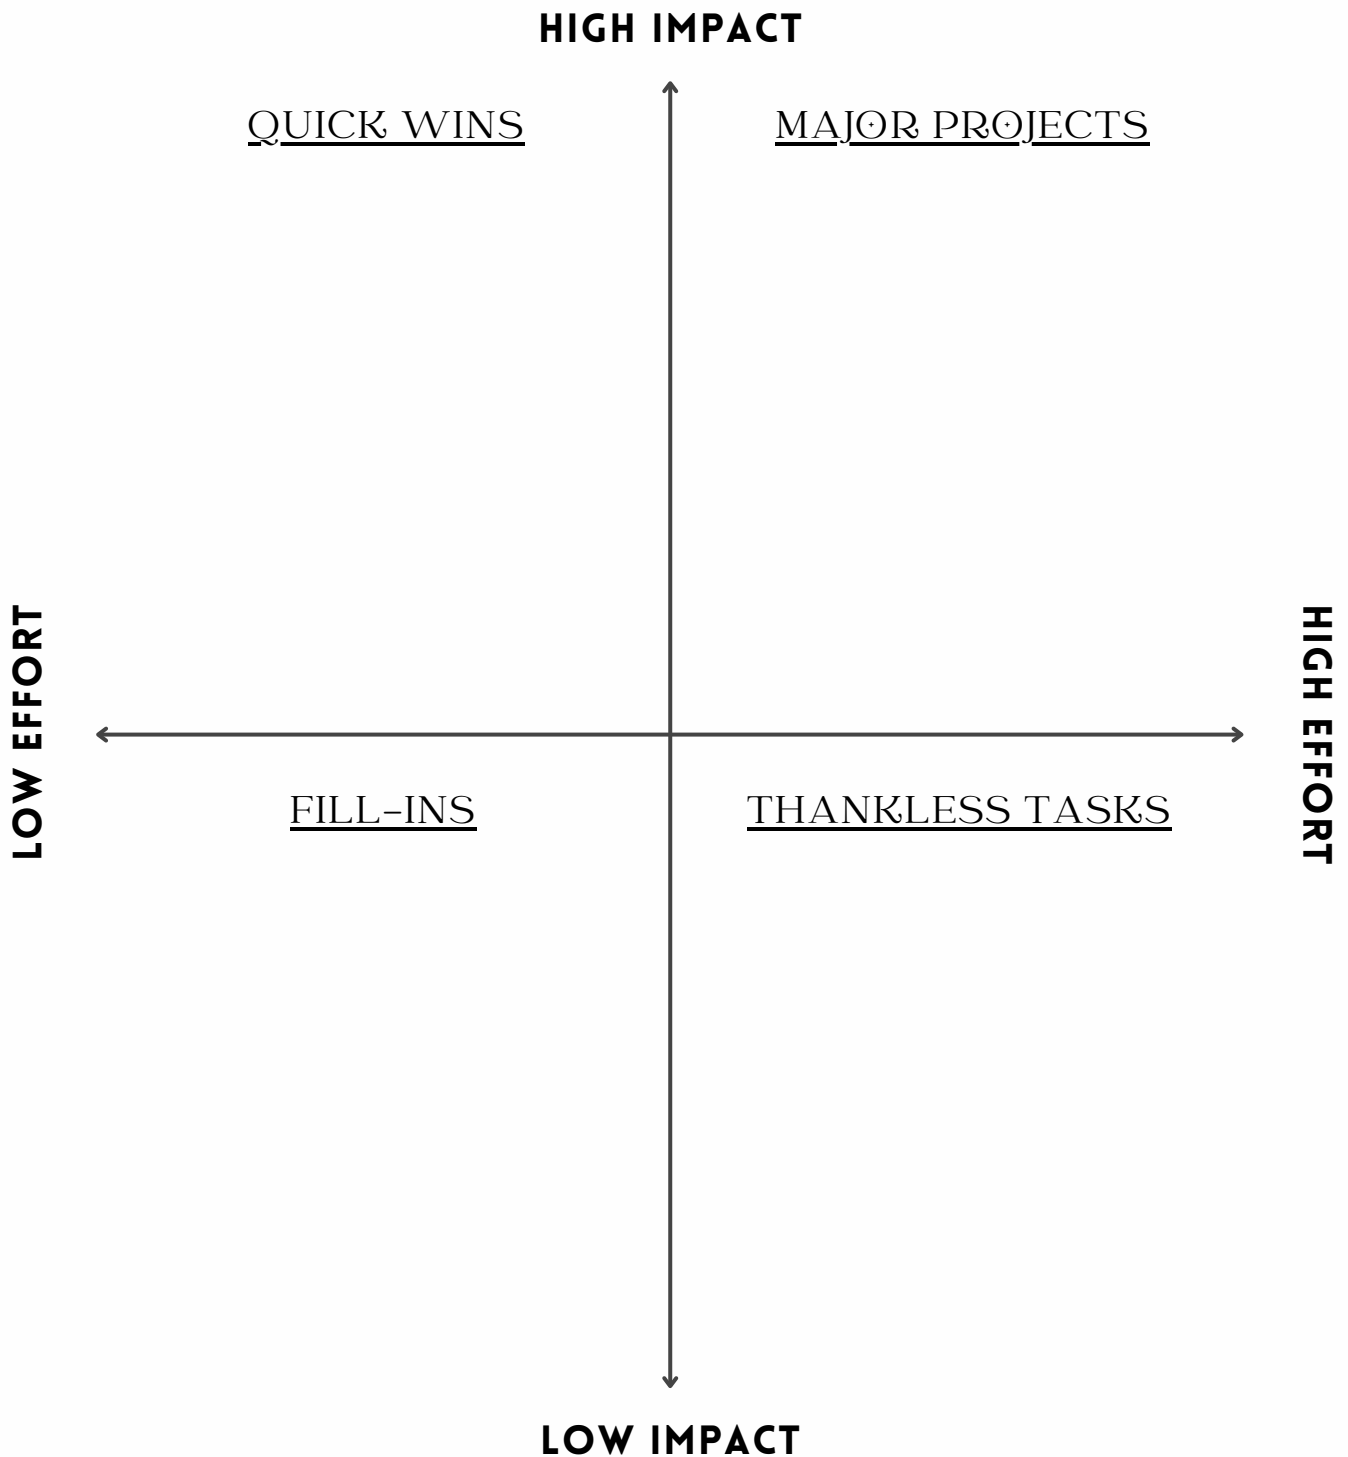 HIGH IMPACT
QUICK WINS
MAJOR PROJECTS
LOW EFFORT
HIGH EFFORT
FILL-INS
THANKLESS TASKS
LOW IMPACT